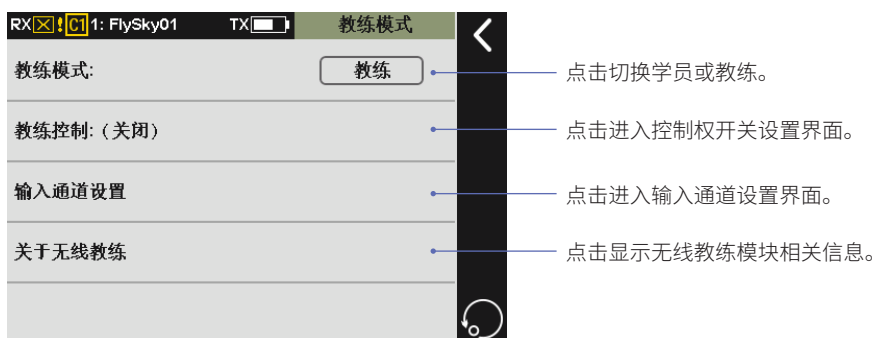 RX C1 1: FlySky01 TX 教练模式
教练模式: 教练 点击切换学员或教练。
教练控制:（关闭） 点击进入控制权开关设置界面。
输入通道设置 点击进入输入通道设置界面。
关于无线教练 点击显示无线教练模块相关信息。